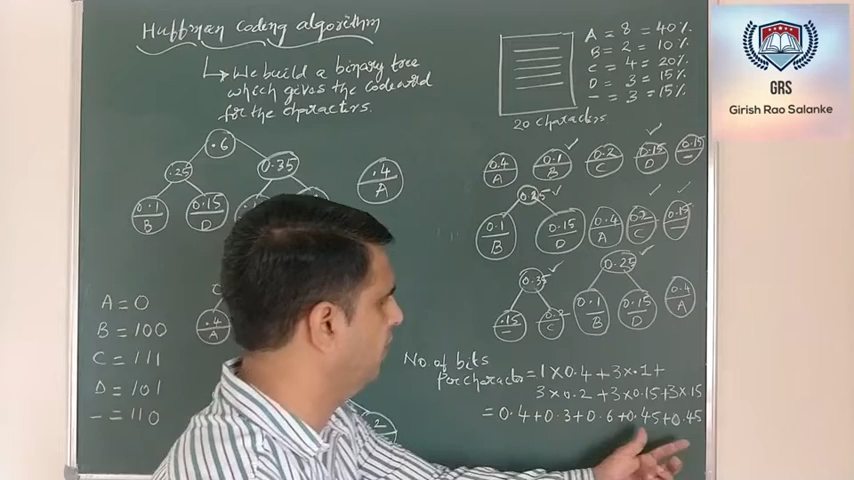 Huffman Coding algorithm
We build a binary tree
which gives the codeword
for the characters.
A = 8 = 40%
B = 2 = 10%
C = 4 = 20%
D = 3 = 15%
- = 3 = 15%
20 characters
GRS
Girish Rao Salanke
0.4 A
0.1 B
0.2 C
0.15 D
0.15 -
.6
.25
0.35
0.1 B
0.15 D
.4 A
0.25
0.1 B
0.15 D
0.4 A
0.2 C
0.15 -
0.35
.15 -
0.2 C
0.25
0.1 B
0.15 D
0.4 A
.4 A
A = 0
B = 100
C = 111
D = 101
- = 110
No. of bits
per character = 1 x 0.4 + 3 x .1 +
3 x 0.2 + 3 x 0.15 + 3 x .15
= 0.4 + 0.3 + 0.6 + 0.45 + 0.45